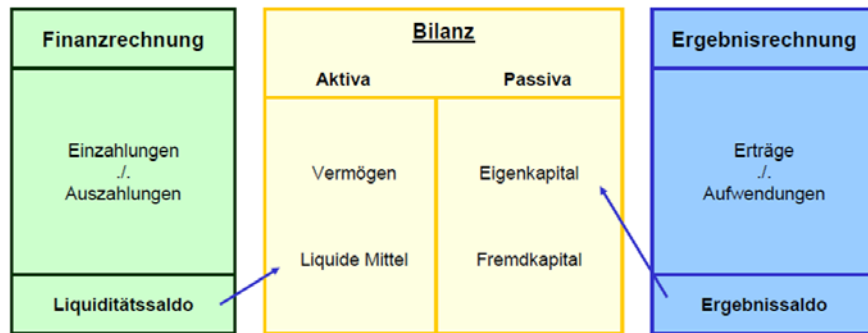 Finanzrechnung
Einzahlungen
./.
Auszahlungen
Liquiditätssaldo
Bilanz
Aktiva Passiva
Vermögen Eigenkapital
Liquide Mittel Fremdkapital
Ergebnisrechnung
Erträge
./.
Aufwendungen
Ergebnissaldo